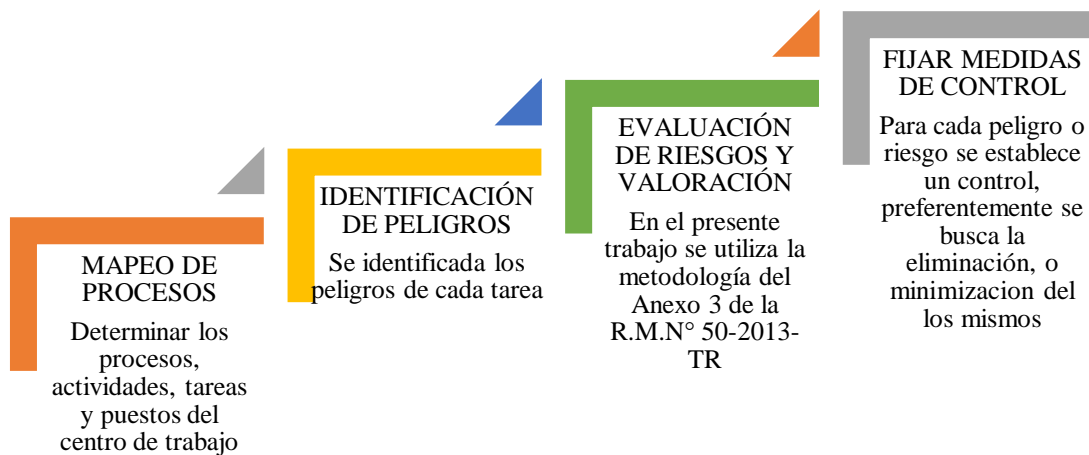 MAPEO DE
PROCESOS
Determinar los
procesos,
actividades, tareas
y puestos del
centro de trabajo
IDENTIFICACIÓN
DE PELIGROS
Se identificada los
peligros de cada tarea
EVALUACIÓN
DE RIESGOS Y
VALORACIÓN
En el presente
trabajo se utiliza la
metodología del
Anexo 3 de la
R.M.N° 50-2013-
TR
FIJAR MEDIDAS
DE CONTROL
Para cada peligro o
riesgo se establece
un control,
preferentemente se
busca la
eliminación, o
minimizacion del
los mismos